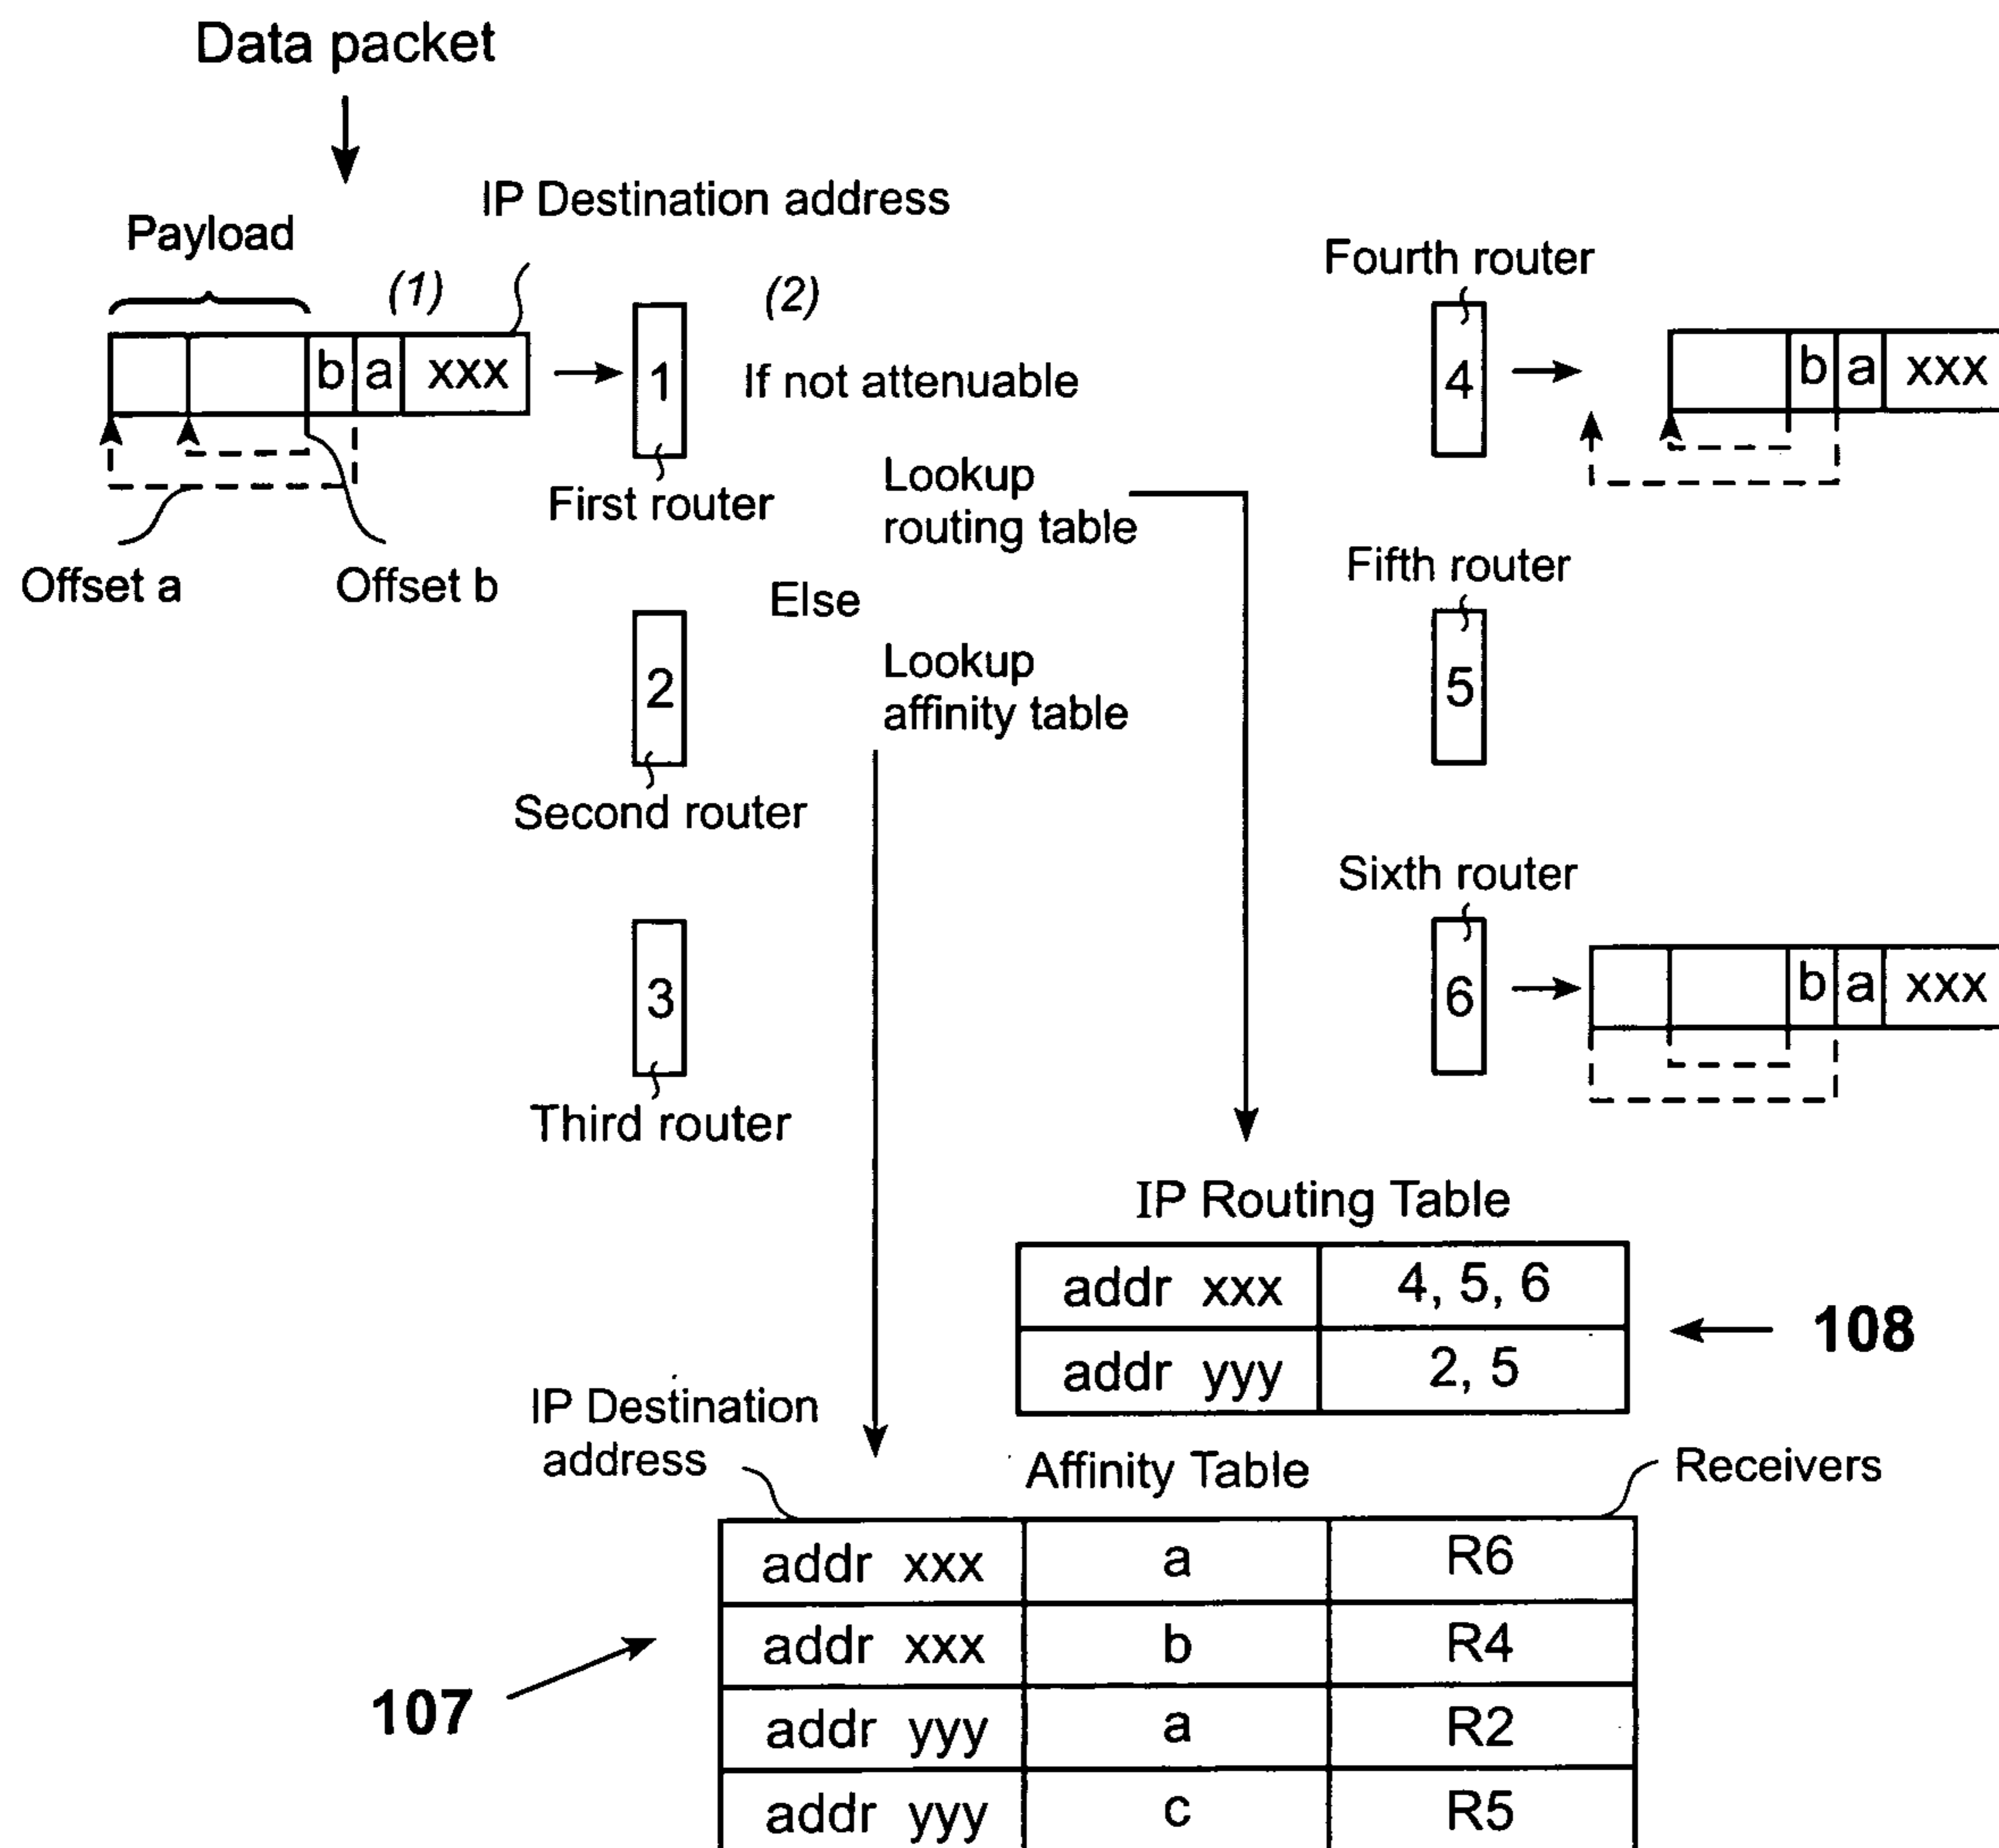 Data packet
IP Destination address
Payload
(1)
(2)
b a xxx
1
If not attenuable
First router
Offset a
Offset b
Lookup
routing table
Else
Lookup
affinity table
2
Second router
3
Third router
Fourth router
4
b a xxx
Fifth router
5
Sixth router
6
b a xxx
IP Routing Table
addr xxx 4, 5, 6
addr yyy 2, 5
108
IP Destination
address
Affinity Table
Receivers
addr xxx a R6
addr xxx b R4
addr yyy a R2
addr yyy c R5
107